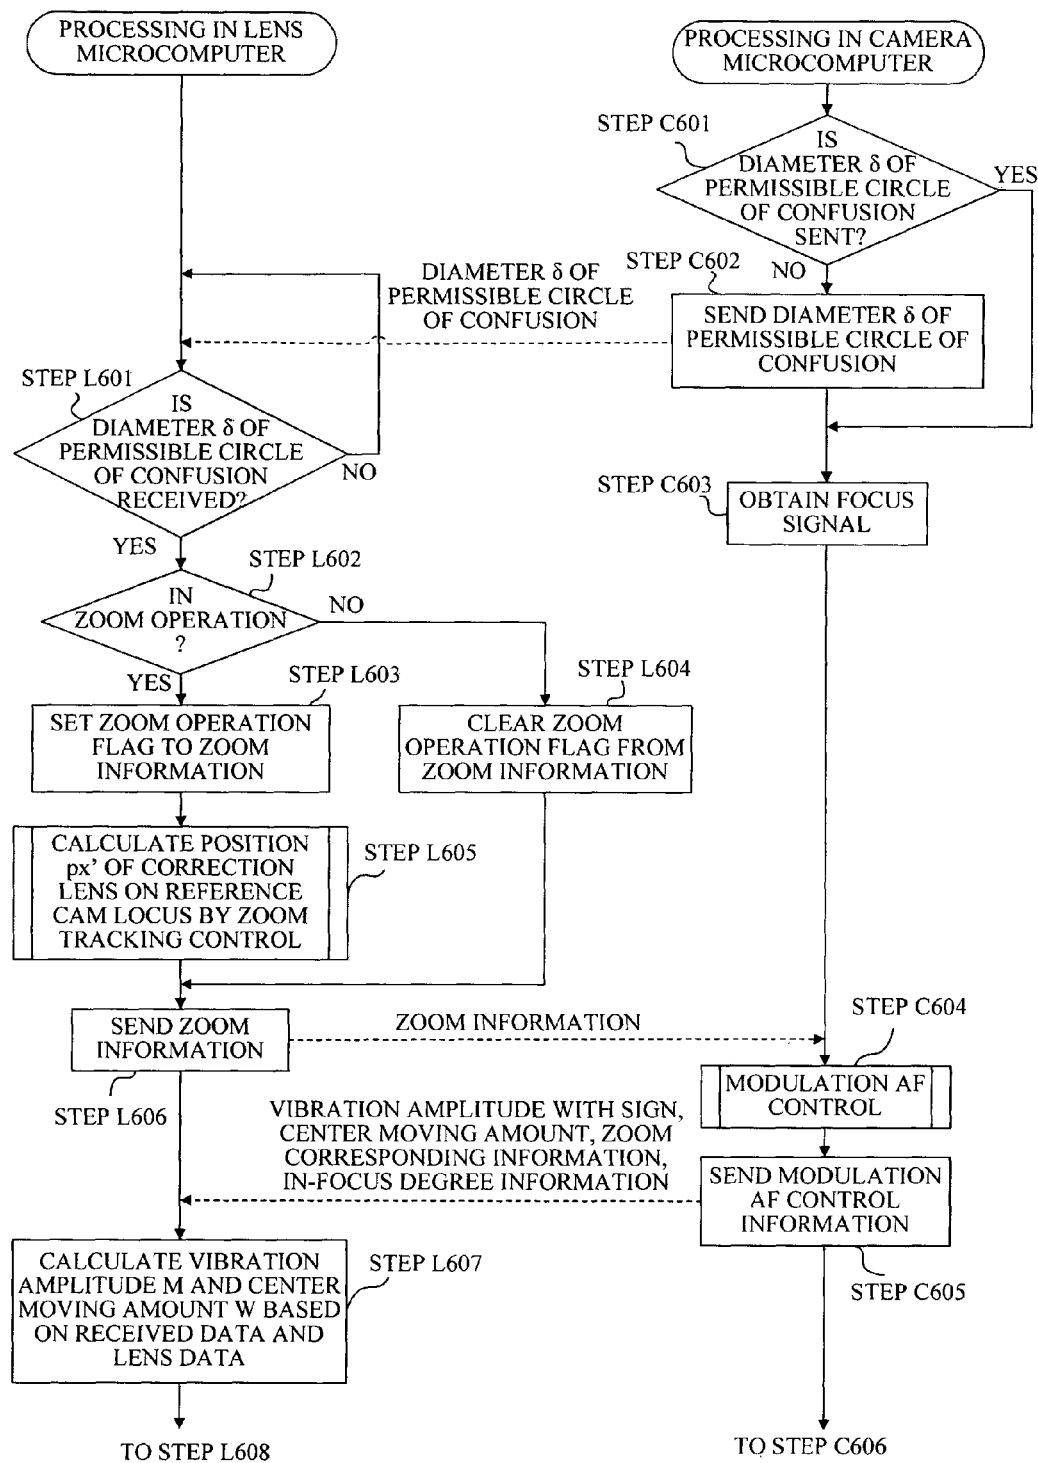 PROCESSING IN LENS
MICROCOMPUTER
PROCESSING IN CAMERA
MICROCOMPUTER
STEP C601
IS
DIAMETER δ OF
PERMISSIBLE CIRCLE
OF CONFUSION
SENT?
YES
NO
STEP C602
DIAMETER δ OF
PERMISSIBLE CIRCLE
OF CONFUSION
SEND DIAMETER δ OF
PERMISSIBLE CIRCLE OF
CONFUSION
STEP L601
IS
DIAMETER δ OF
PERMISSIBLE CIRCLE
OF CONFUSION
RECEIVED?
NO
YES
STEP C603
OBTAIN FOCUS
SIGNAL
STEP L602
IN
ZOOM OPERATION
?
NO
YES
STEP L603
SET ZOOM OPERATION
FLAG TO ZOOM
INFORMATION
STEP L604
CLEAR ZOOM
OPERATION FLAG FROM
ZOOM INFORMATION
CALCULATE POSITION
px' OF CORRECTION
LENS ON REFERENCE
CAM LOCUS BY ZOOM
TRACKING CONTROL
STEP L605
SEND ZOOM
INFORMATION
STEP L606
ZOOM INFORMATION
STEP C604
MODULATION AF
CONTROL
VIBRATION AMPLITUDE WITH SIGN,
CENTER MOVING AMOUNT, ZOOM
CORRESPONDING INFORMATION,
IN-FOCUS DEGREE INFORMATION
SEND MODULATION
AF CONTROL
INFORMATION
STEP C605
CALCULATE VIBRATION
AMPLITUDE M AND CENTER
MOVING AMOUNT W BASED
ON RECEIVED DATA AND
LENS DATA
STEP L607
TO STEP L608
TO STEP C606